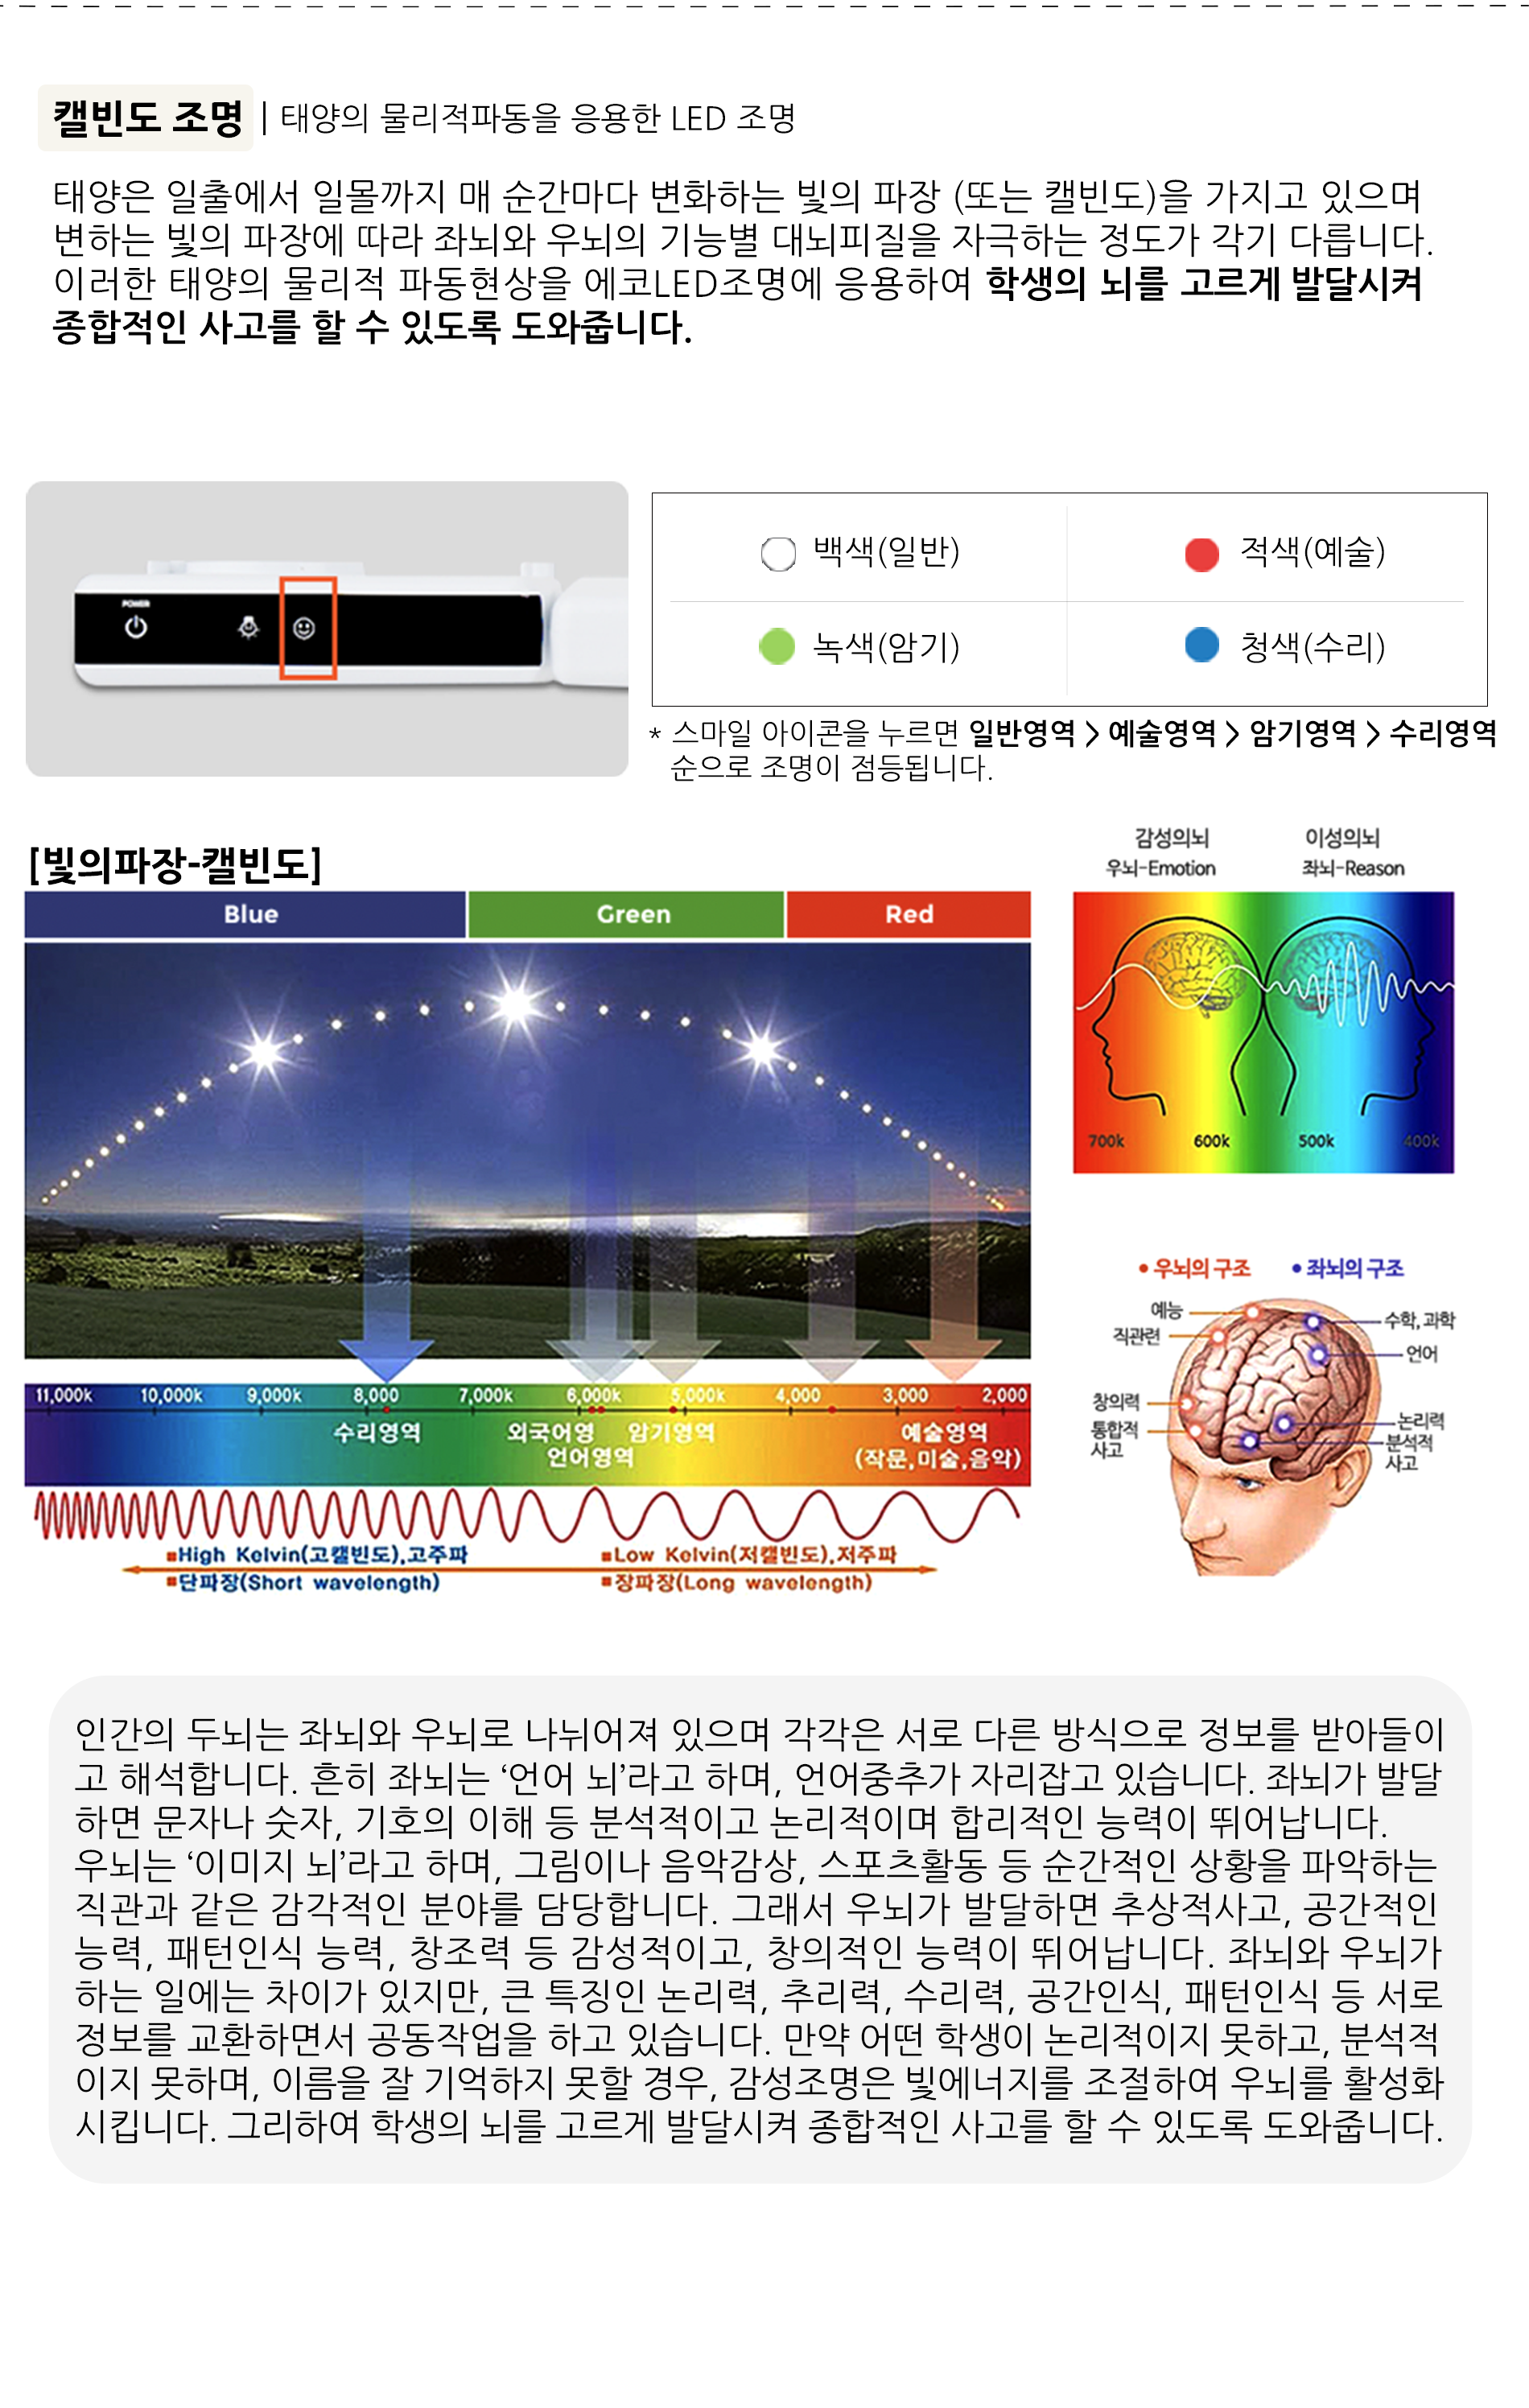 캘빈도 조명 | 태양의 물리적파동을 응용한 LED 조명
태양은 일출에서 일몰까지 매 순간마다 변화하는 빛의 파장 (또는 캘빈도)을 가지고 있으며
변하는 빛의 파장에 따라 좌뇌와 우뇌의 기능별 대뇌피질을 자극하는 정도가 각기 다릅니다.
이러한 태양의 물리적 파동현상을 에코LED조명에 응용하여 학생의 뇌를 고르게 발달시켜
종합적인 사고를 할 수 있도록 도와줍니다.
POWER
백색(일반)
적색(예술)
녹색(암기)
청색(수리)
* 스마일 아이콘을 누르면 일반영역 > 예술영역 > 암기영역 > 수리영역
순으로 조명이 점등됩니다.
[빛의파장-캘빈도]
Blue
Green
Red
11,000k 10,000k 9,000k 8,000 7,000k 6,000k 5,000k 4,000 3,000 2,000
수리영역 외국어영 암기영역 예술영역
언어영역 (작문,미술,음악)
■High Kelvin(고캘빈도),고주파 ■Low Kelvin(저캘빈도),저주파
■단파장(Short wavelength) ■장파장(Long wavelength)
감성의뇌 이성의뇌
우뇌-Emotion 좌뇌-Reason
700k 600k 500k 400k
• 우뇌의 구조 • 좌뇌의 구조
예능
직관련
창의력
통합적
사고
수학, 과학
언어
논리력
분석적
사고
인간의 두뇌는 좌뇌와 우뇌로 나뉘어져 있으며 각각은 서로 다른 방식으로 정보를 받아들이
고 해석합니다. 흔히 좌뇌는 ‘언어 뇌’라고 하며, 언어중추가 자리잡고 있습니다. 좌뇌가 발달
하면 문자나 숫자, 기호의 이해 등 분석적이고 논리적이며 합리적인 능력이 뛰어납니다.
우뇌는 ‘이미지 뇌’라고 하며, 그림이나 음악감상, 스포츠활동 등 순간적인 상황을 파악하는
직관과 같은 감각적인 분야를 담당합니다. 그래서 우뇌가 발달하면 추상적사고, 공간적인
능력, 패턴인식 능력, 창조력 등 감성적이고, 창의적인 능력이 뛰어납니다. 좌뇌와 우뇌가
하는 일에는 차이가 있지만, 큰 특징인 논리력, 추리력, 수리력, 공간인식, 패턴인식 등 서로
정보를 교환하면서 공동작업을 하고 있습니다. 만약 어떤 학생이 논리적이지 못하고, 분석적
이지 못하며, 이름을 잘 기억하지 못할 경우, 감성조명은 빛에너지를 조절하여 우뇌를 활성화
시킵니다. 그리하여 학생의 뇌를 고르게 발달시켜 종합적인 사고를 할 수 있도록 도와줍니다.